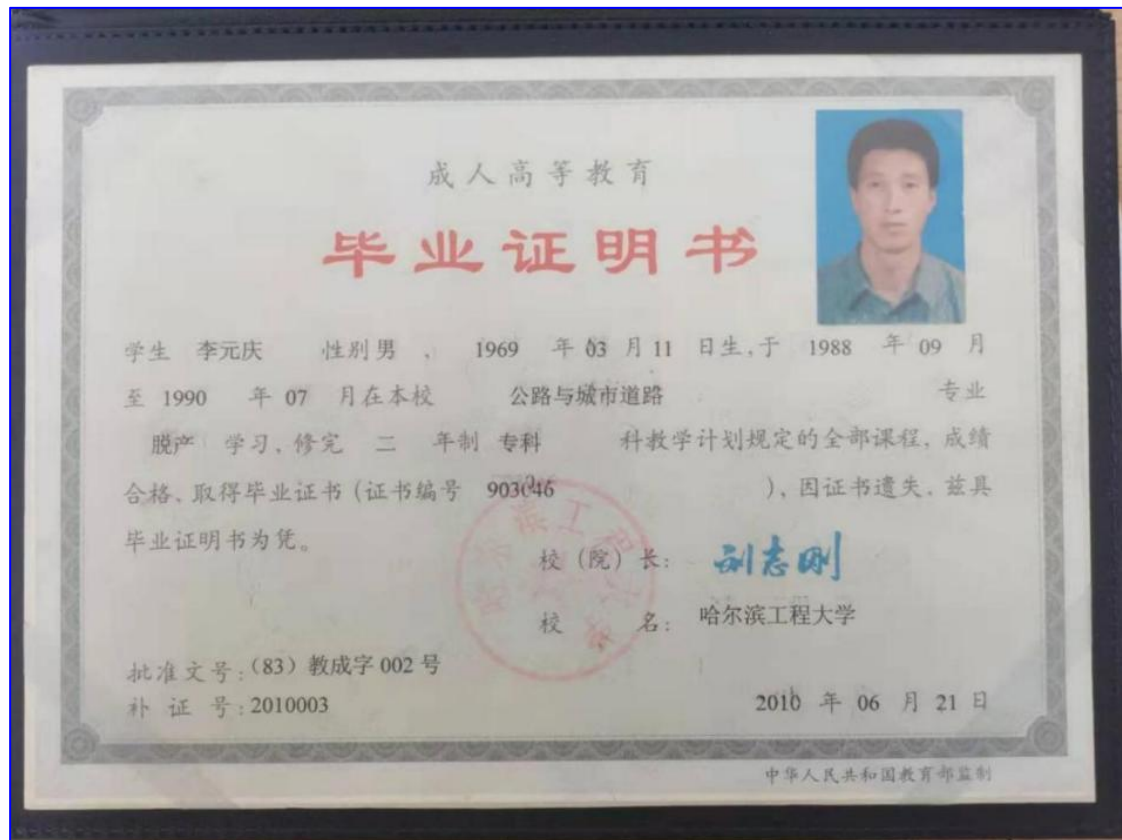 成人高等教育
毕业证明书
学生 李元庆 性别 男 、 1969 年 03 月 11 日生,于 1988 年 09 月
至 1990 年 07 月在本校 公路与城市道路 专业
脱产 学习、修完 二 年制 专科 科教学计划规定的全部课程, 成绩
合格、取得毕业证书(证书编号 903046 ), 因证书遗失, 兹具
毕业证明书为凭。
校(院)长: 刘志刚
校 名: 哈尔滨工程大学
批准文号:(83)教成字 002 号
补 证 号:2010003
2010 年 06 月 21 日
中华人民共和国教育部监制